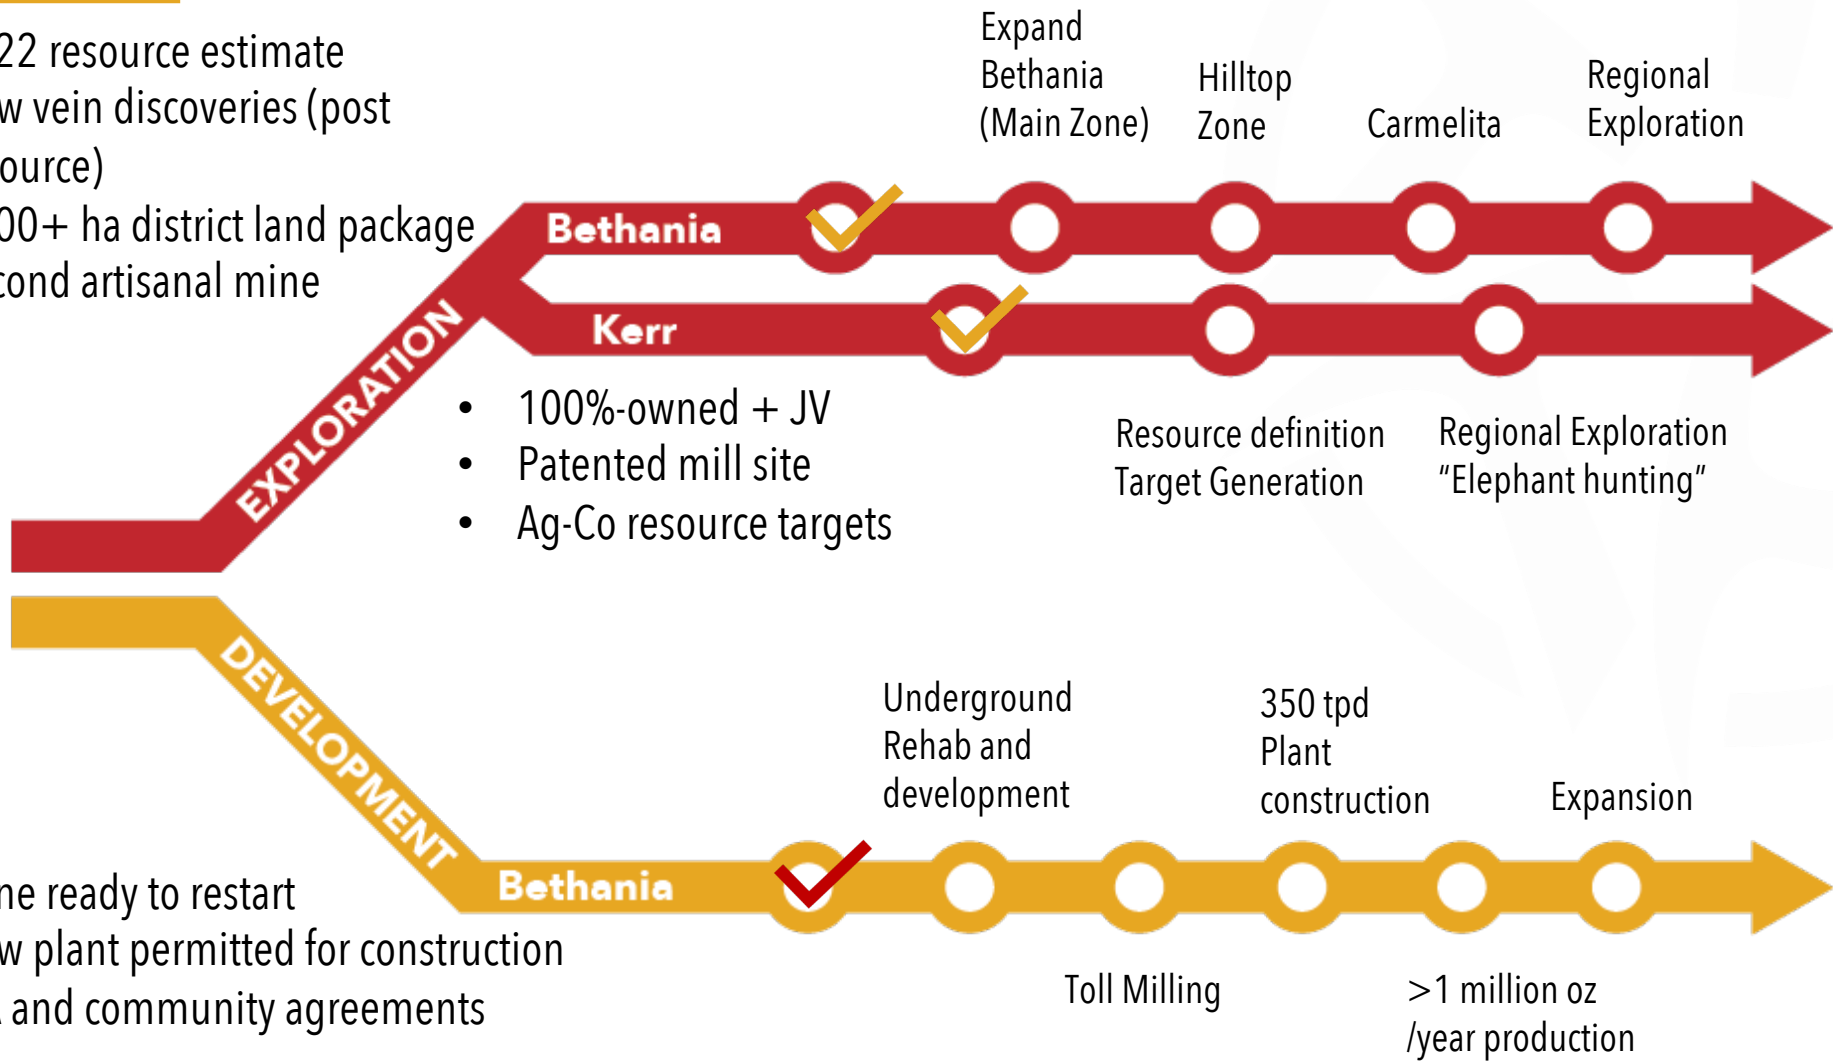 22 resource estimate
w vein discoveries (post
ource)
00+ ha district land package
cond artisanal mine
Expand
Bethania
(Main Zone)
Hilltop
Zone
Carmelita
Regional
Exploration
Bethania
Kerr
EXPLORATION
• 100%-owned + JV
• Patented mill site
• Ag-Co resource targets
Resource definition
Target Generation
Regional Exploration
"Elephant hunting"
DEVELOPMENT
Underground
Rehab and
development
350 tpd
Plant
construction
Expansion
Bethania
ne ready to restart
w plant permitted for construction
and community agreements
Toll Milling
>1 million oz
/year production